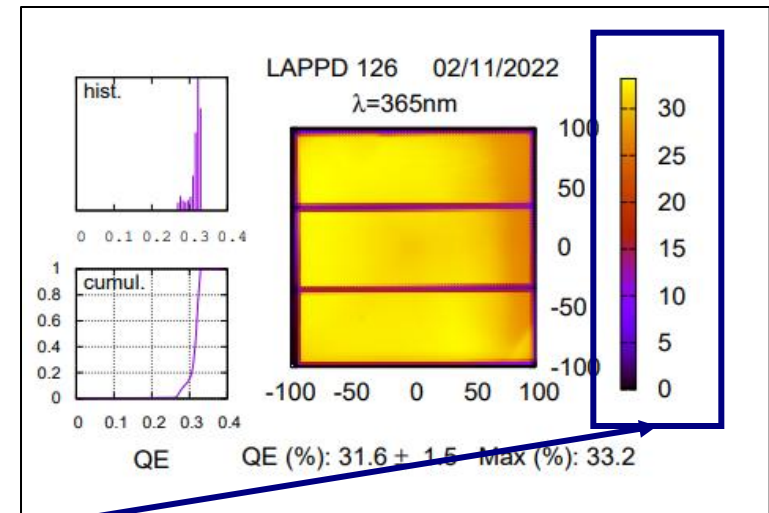 LAPPD 126 02/11/2022
λ=365nm
hist.
0 0.1 0.2 0.3 0.4
cumul.
1
0.8
0.6
0.4
0.2
0
0 0.1 0.2 0.3 0.4
QE
100
50
0
-50
-100
-100 -50 0 50 100
30
25
20
15
10
5
0
QE (%): 31.6 ± 1.5 Max (%): 33.2